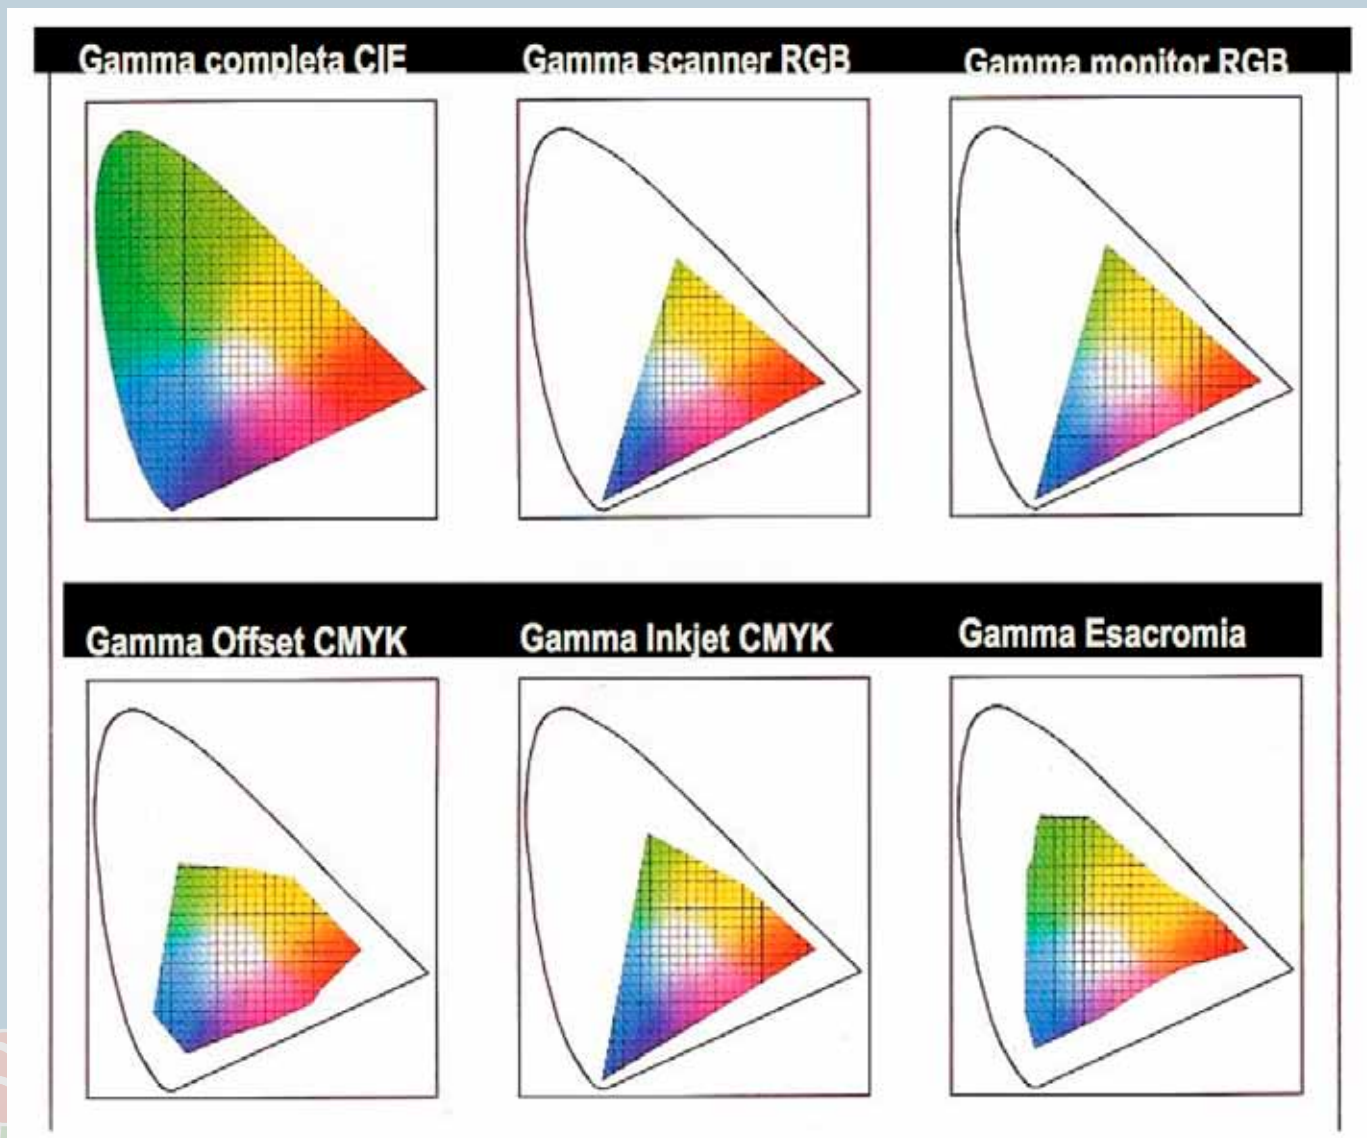 Gamma completa CIE
Gamma scanner RGB
Gamma monitor RGB
Gamma Offset CMYK
Gamma Inkjet CMYK
Gamma Esacromia